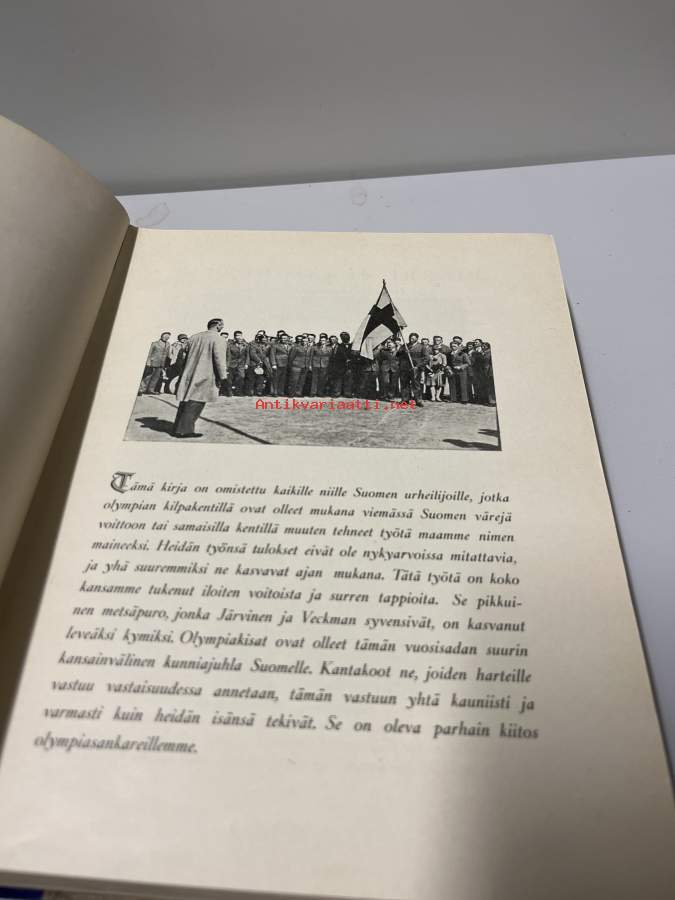 Antikvariaatti.net
Tämä kirja on omistettu kaikille niille Suomen urheilijoille, jotka
olympian kilpakentillä ovat olleet mukana viemässä Suomen värejä
voittoon tai samaisilla kentillä muuten tehneet työtä maamme nimen
maineeksi. Heidän työnsä tulokset eivät ole nykyarvoissa mitattavia,
ja yhä suuremmiksi ne kasvavat ajan mukana. Tätä työtä on koko
kansamme tukenut iloiten voitoista ja surren tappioita. Se pikkui-
nen metsäpuro, jonka Järvinen ja Veckman syvensivät, on kasvanut
leveäksi kymiksi. Olympiakisat ovat olleet tämän vuosisadan suurin
kansainvälinen kunniajuhla Suomelle. Kantakoot ne, joiden harteille
vastuu vastaisuudessa annetaan, tämän vastuun yhtä kauniisti ja
varmasti kuin heidän isänsä tekivät. Se on oleva parhain kiitos
olympiasankareillemme.